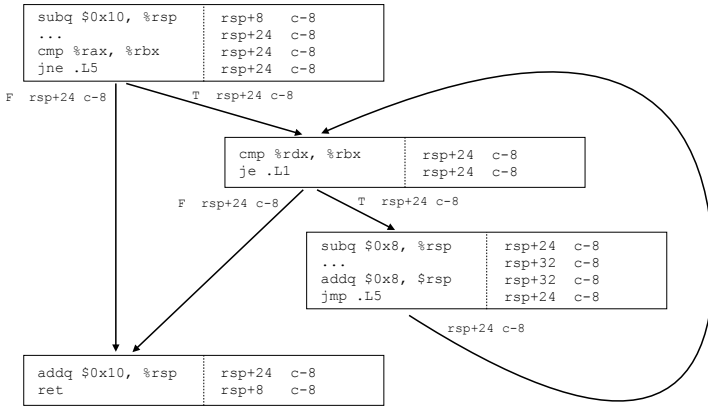 subq $0x10, %rsp rsp+8 c-8
... rsp+24 c-8
cmp %rax, %rbx rsp+24 c-8
jne .L5 rsp+24 c-8
F rsp+24 c-8 T rsp+24 c-8
cmp %rdx, %rbx rsp+24 c-8
je .L1 rsp+24 c-8
F rsp+24 c-8 T rsp+24 c-8
subq $0x8, %rsp rsp+24 c-8
... rsp+32 c-8
addq $0x8, $rsp rsp+32 c-8
jmp .L5 rsp+24 c-8
rsp+24 c-8
addq $0x10, %rsp rsp+24 c-8
ret rsp+8 c-8